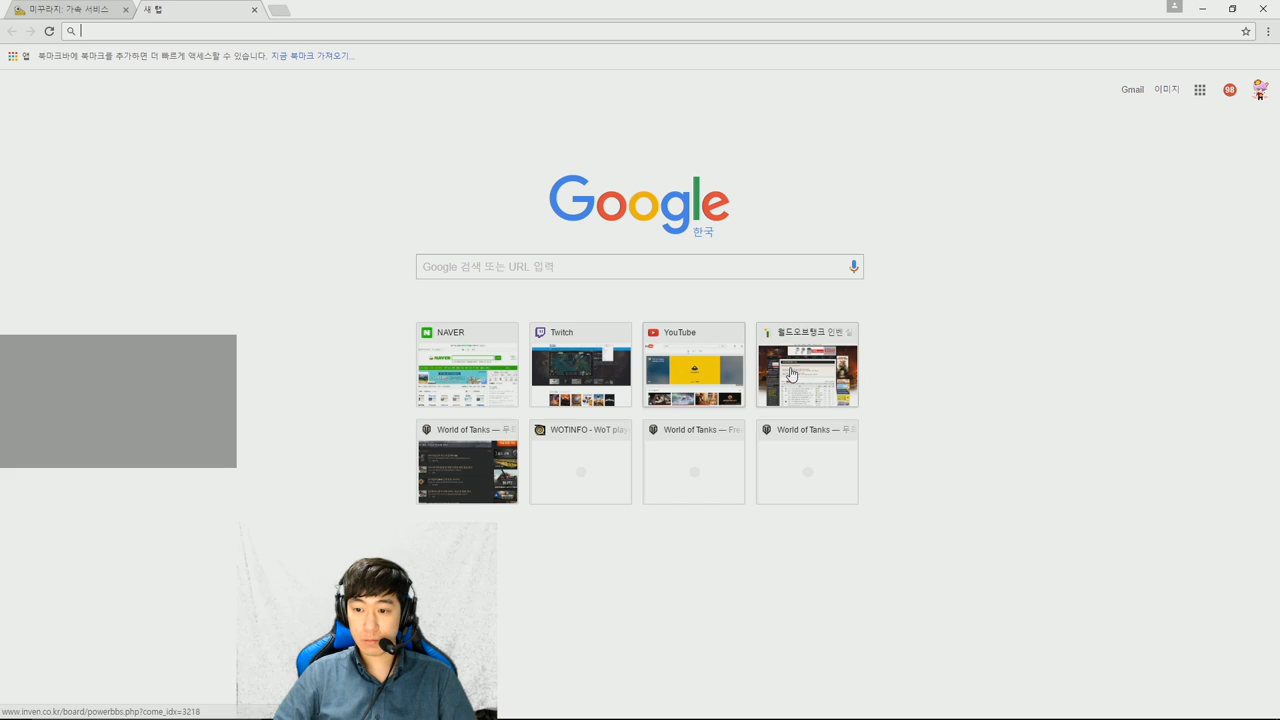 미꾸라지: 가속 서비스
새 탭
앱 북마크바에 북마크를 추가하면 더 빠르게 액세스할 수 있습니다. 지금 북마크 가져오기...
Gmail 이미지 98
Google
한국
Google 검색 또는 URL 입력
NAVER
Twitch
YouTube
월드오브탱크 인벤
World of Tanks —
WOTINFO - WoT play
World of Tanks — Fre
World of Tanks —
www.inven.co.kr/board/powerbbs.php?come_idx=3218